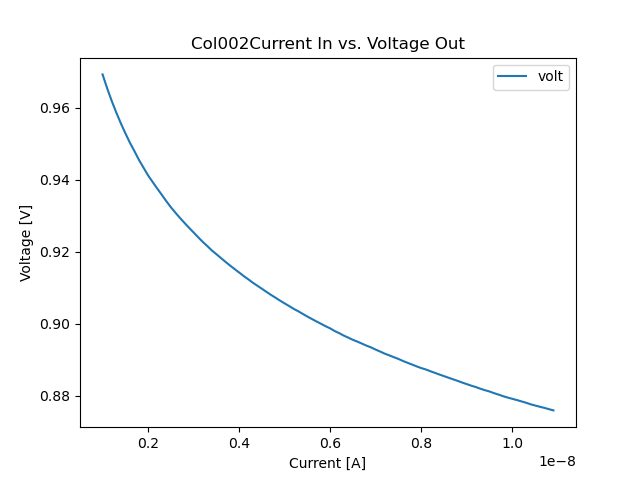 Col002Current In vs. Voltage Out
volt
0.96
0.94
0.92
0.90
0.88
Voltage [V]
0.2 0.4 0.6 0.8 1.0
1e−8
Current [A]